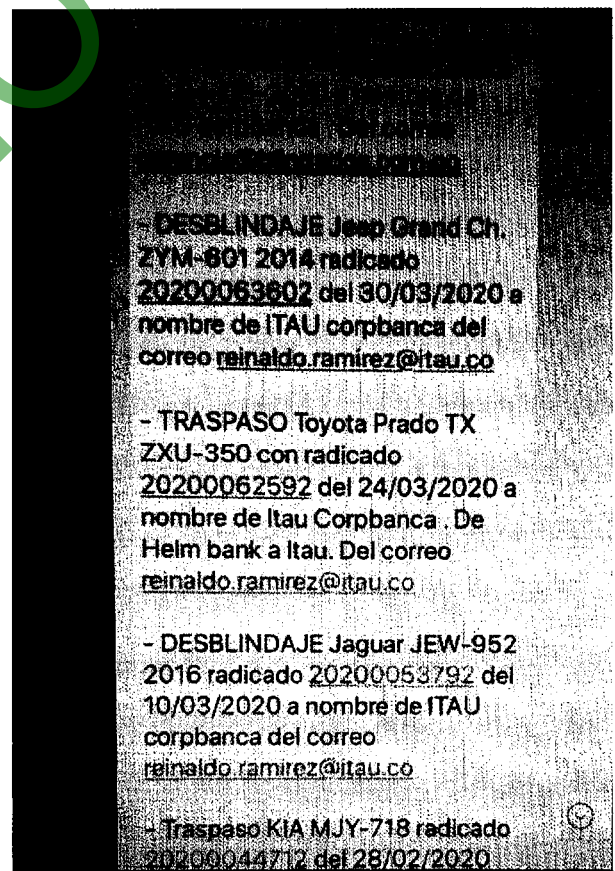 - DESBLINDAJE Jeep Grand Ch.
ZYM-601 2014 radicado
20200063602 del 30/03/2020 a
nombre de ITAU corpbanca del
correo reinaldo.ramirez@itau.co
- TRASPASO Toyota Prado TX
ZXU-350 con radicado
20200062592 del 24/03/2020 a
nombre de Itau Corpbanca . De
Helm bank a Itau. Del correo
reinaldo.ramirez@itau.co
- DESBLINDAJE Jaguar JEW-952
2016 radicado 20200053792 del
10/03/2020 a nombre de ITAU
corpbanca del correo
reinaldo.ramirez@itau.co
- Traspaso KIA MJY-718 radicado
20200044712 del 28/02/2020